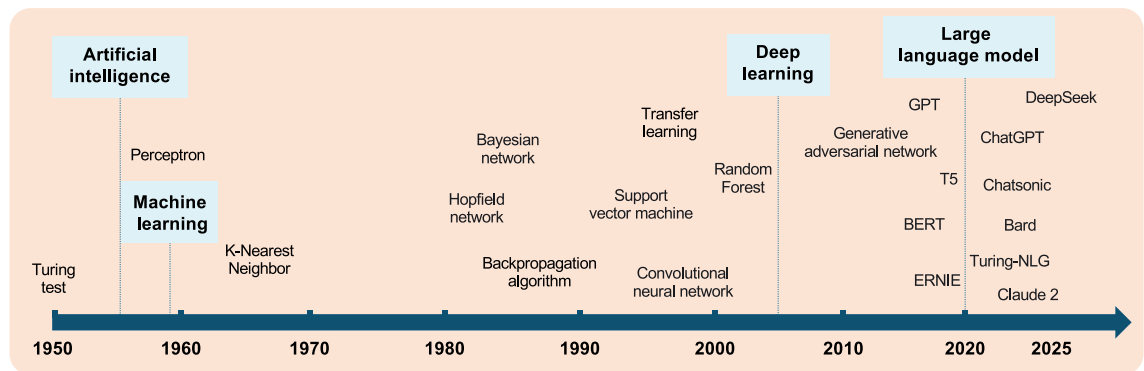 Artificial
intelligence
Deep
learning
Large
language model
GPT
DeepSeek
Transfer
learning
Perceptron
Bayesian
network
Generative
adversarial network
ChatGPT
Random
Forest
T5
Chatsonic
Machine
learning
Hopfield
network
Support
vector machine
BERT
Bard
K-Nearest
Neighbor
Turing
test
Backpropagation
algorithm
Convolutional
neural network
Turing-NLG
ERNIE
Claude 2
1950
1960
1970
1980
1990
2000
2010
2020
2025